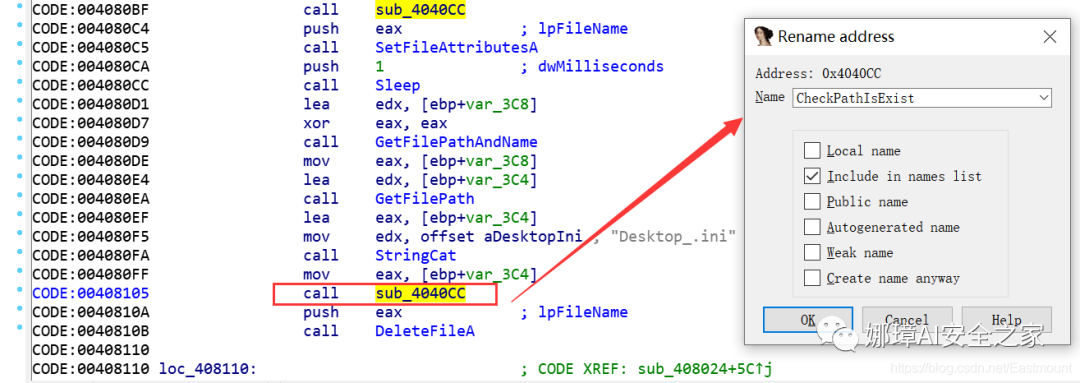 CODE:004080BF call sub_4040CC
CODE:004080C4 push eax ; lpFileName
CODE:004080C5 call SetFileAttributesA
CODE:004080CA push 1 ; dwMilliseconds
CODE:004080CC call Sleep
CODE:004080D1 lea edx, [ebp+var_3C8]
CODE:004080D7 xor eax, eax
CODE:004080D9 call GetFilePathAndName
CODE:004080DE mov eax, [ebp+var_3C8]
CODE:004080E4 lea edx, [ebp+var_3C4]
CODE:004080EA call GetFilePath
CODE:004080EF lea eax, [ebp+var_3C4]
CODE:004080F5 mov edx, offset aDesktopIni ; "Desktop_.ini"
CODE:004080FA call StringCat
CODE:004080FF mov eax, [ebp+var_3C4]
CODE:00408105 call sub_4040CC
CODE:0040810A push eax ; lpFileName
CODE:0040810B call DeleteFileA
CODE:00408110
CODE:00408110 loc_408110: ; CODE XREF: sub_408024+5C↑j
Rename address
Address: 0x4040CC
Name CheckPathIsExist
Local name
Include in names list
Public name
Autogenerated name
Weak name
Create name anyway
OK Cancel Help
娜璋AI安全之家
https://blog.csdn.net/Eastmount